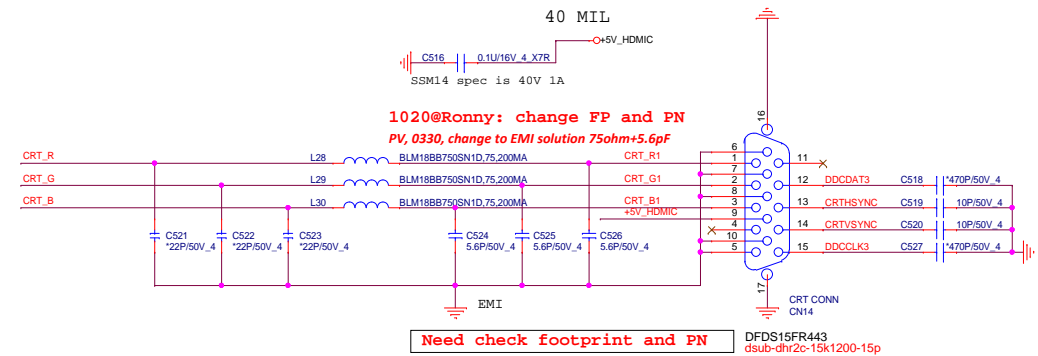 40 MIL
+5V_HDMIC
C516
0.1U/16V_4_X7R
SSM14 spec is 40V 1A
1020@Ronny: change FP and PN
PV, 0330, change to EMI solution 75ohm+5.6pF
16
6
CRT_R
L28
BLM18BB750SN1D,75,200MA
CRT_R1
1
11
7
CRT_G
L29
BLM18BB750SN1D,75,200MA
CRT_G1
2
12
DDCDAT3
C518
*470P/50V_4
8
CRT_B
L30
BLM18BB750SN1D,75,200MA
CRT_B1
3
13
CRTHSYNC
C519
10P/50V_4
+5V_HDMIC
9
4
14
CRTVSYNC
C520
10P/50V_4
10
5
15
DDCCLK3
C527
*470P/50V_4
C521
*22P/50V_4
C522
*22P/50V_4
C523
*22P/50V_4
C524
5.6P/50V_4
C525
5.6P/50V_4
C526
5.6P/50V_4
17
EMI
CRT CONN
CN14
Need check footprint and PN
DFDS15FR443
dsub-dhr2c-15k1200-15p